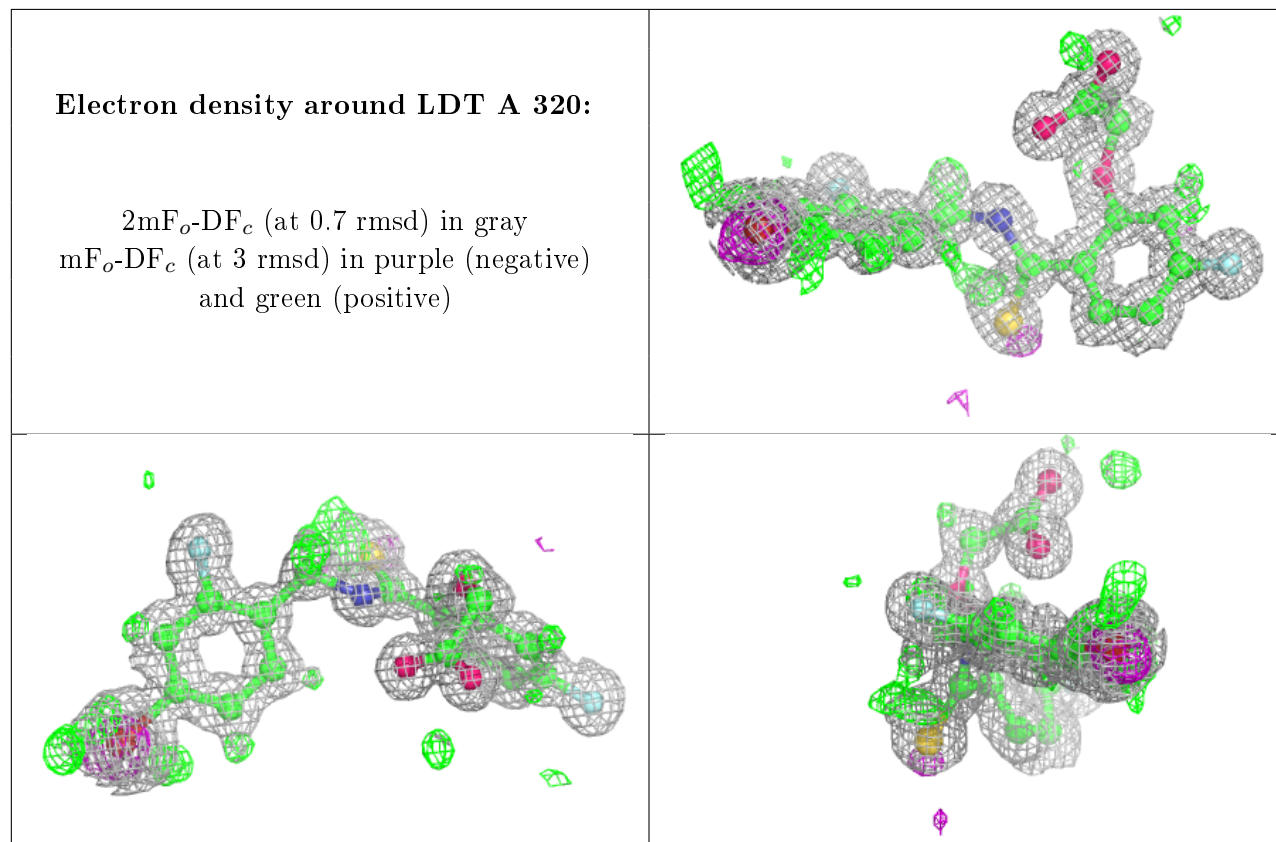 Electron density around LDT A 320:
2mFo-DFc (at 0.7 rmsd) in gray
mFo-DFc (at 3 rmsd) in purple (negative)
and green (positive)